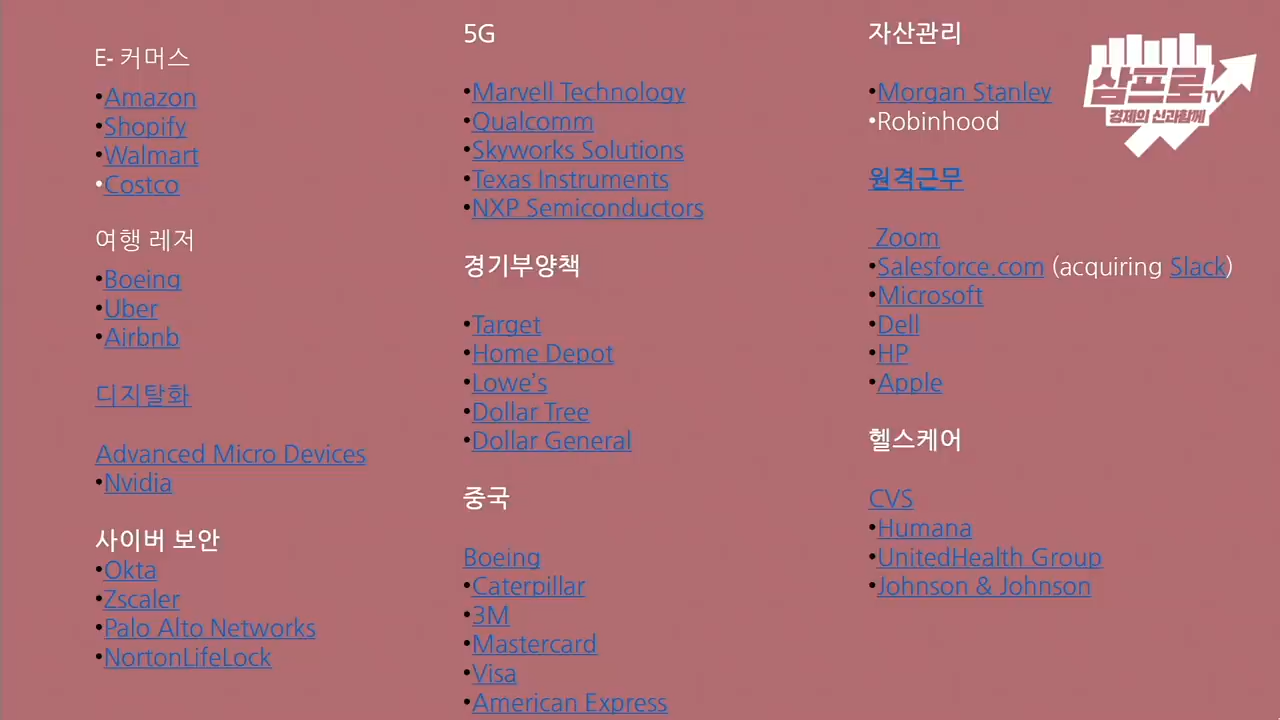 E- 커머스
•Amazon
•Shopify
•Walmart
•Costco
여행 레저
•Boeing
•Uber
•Airbnb
디지탈화
Advanced Micro Devices
•Nvidia
사이버 보안
•Okta
•Zscaler
•Palo Alto Networks
•NortonLifeLock
5G
•Marvell Technology
•Qualcomm
•Skyworks Solutions
•Texas Instruments
•NXP Semiconductors
경기부양책
•Target
•Home Depot
•Lowe's
•Dollar Tree
•Dollar General
중국
Boeing
•Caterpillar
•3M
•Mastercard
•Visa
•American Express
자산관리
•Morgan Stanley
•Robinhood
원격근무
Zoom
•Salesforce.com (acquiring Slack)
•Microsoft
•Dell
•HP
•Apple
헬스케어
CVS
•Humana
•UnitedHealth Group
•Johnson & Johnson
삼프로TV
경제의 신과함께